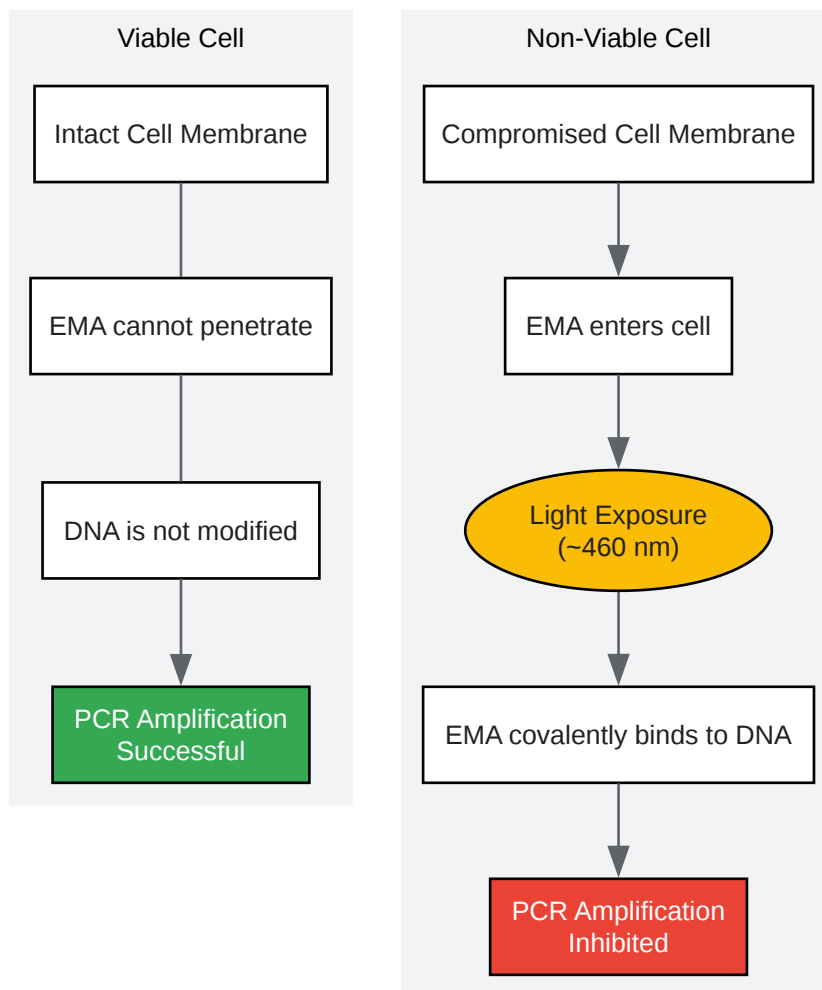 Viable Cell
Intact Cell Membrane
EMA cannot penetrate
DNA is not modified
PCR Amplification
Successful
Non-Viable Cell
Compromised Cell Membrane
EMA enters cell
Light Exposure
(~460 nm)
EMA covalently binds to DNA
PCR Amplification
Inhibited